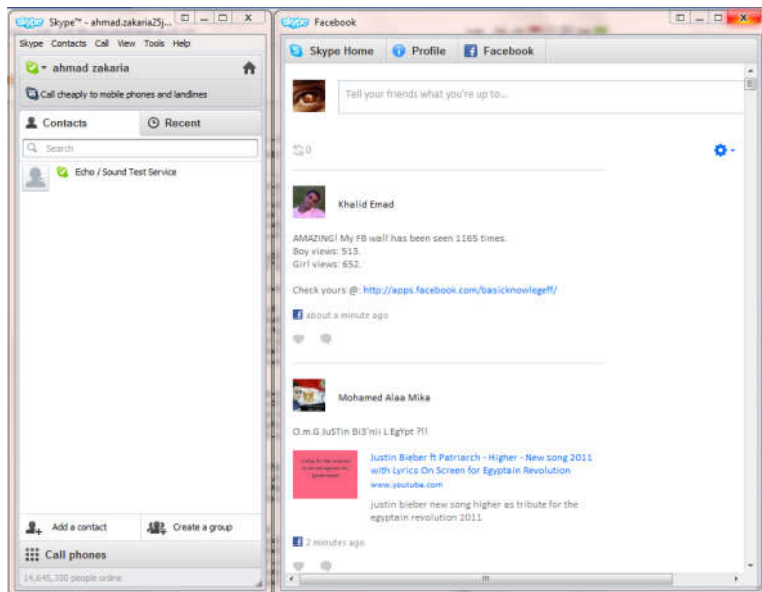 Skype™ - ahmad.zakaria25j...
Skype Contacts Call View Tools Help
ahmad zakaria
Call cheaply to mobile phones and landlines
Contacts
Recent
Search
Echo / Sound Test Service
Add a contact
Create a group
Call phones
14,645,350 people online
Facebook
Skype Home
Profile
Facebook
Tell your friends what you're up to...
0
Khalid Emad
AMAZING! My FB wall has been seen 1165 times.
Boy views: 513.
Girl views: 652.
Check yours @: http://apps.facebook.com/basicknowlegeff/
about a minute ago
Mohamed Alaa Mika
O.m.G JuSTin Bi3'nii L EgYpt ?!!
Justin Bieber ft Patriarch - Higher - New song 2011
with Lyrics On Screen for Egyptain Revolution
www.youtube.com
justin bieber new song higher as tribute for the
egyptain revolution 2011
2 minutes ago